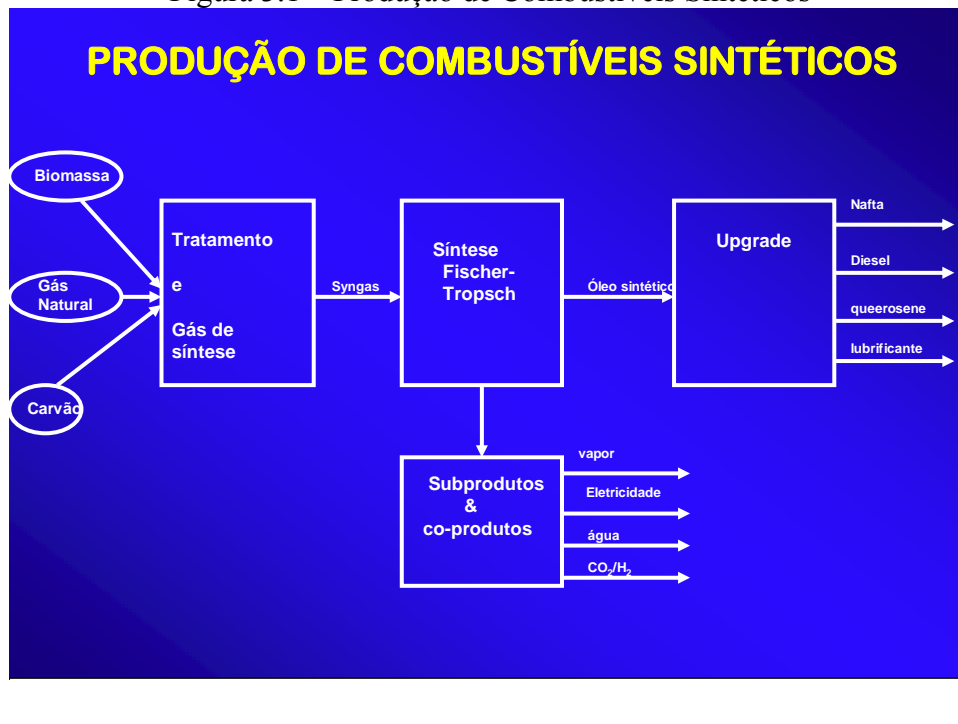 PRODUÇÃO DE COMBUSTÍVEIS SINTÉTICOS
Biomassa
Gás
Natural
Carvão
Tratamento
e
Gás de
síntese
Syngas
Síntese
Fischer-
Tropsch
Óleo sintético
Upgrade
Nafta
Diesel
queerosene
lubrificante
Subprodutos
&
co-produtos
vapor
Eletricidade
água
CO₂/H₂